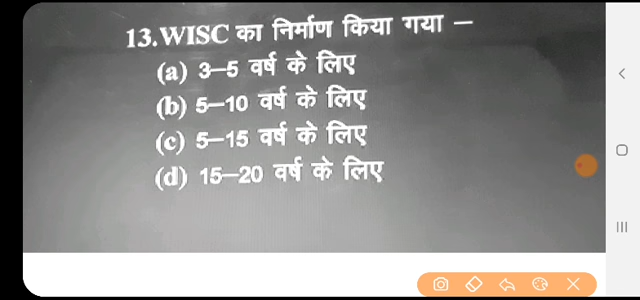 13. WISC का निर्माण किया गया –
(a) 3–5 वर्ष के लिए
(b) 5–10 वर्ष के लिए
(c) 5–15 वर्ष के लिए
(d) 15–20 वर्ष के लिए